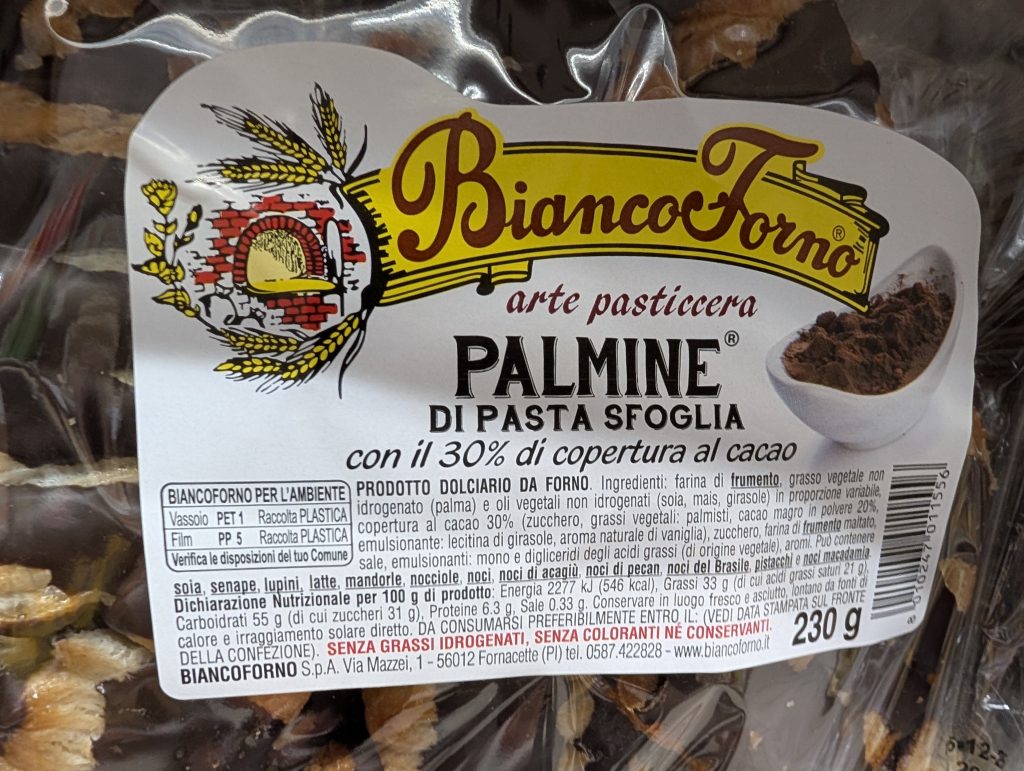 BiancoForno®
arte pasticcera
PALMINE®
DI PASTA SFOGLIA
con il 30% di copertura al cacao
BIANCOFORNO PER L'AMBIENTE
Vassoio PET 1 Raccolta PLASTICA
Film PP 5 Raccolta PLASTICA
Verifica le disposizioni del tuo Comune
PRODOTTO DOLCIARIO DA FORNO. Ingredienti: farina di frumento, grasso vegetale non
idrogenato (palma) e oli vegetali non idrogenati (soia, mais, girasole) in proporzione variabile,
copertura al cacao 30% (zucchero, grassi vegetali: palmisti, cacao magro in polvere 20%,
emulsionante: lecitina di girasole, aroma naturale di vaniglia), zucchero, farina di frumento maltato,
sale, emulsionanti: mono e digliceridi degli acidi grassi (di origine vegetale), aromi. Può contenere
soia, senape, lupini, latte, mandorle, nocciole, noci, noci di acagiù, noci di pecan, noci del Brasile, pistacchi e noci macadamia.
Dichiarazione Nutrizionale per 100 g di prodotto: Energia 2277 kJ (546 kcal), Grassi 33 g (di cui acidi grassi saturi 21 g),
Carboidrati 55 g (di cui zuccheri 31 g), Proteine 6.3 g, Sale 0.33 g. Conservare in luogo fresco e asciutto, lontano da fonti di
calore e irraggiamento solare diretto. DA CONSUMARSI PREFERIBILMENTE ENTRO IL: (VEDI DATA STAMPATA SUL FRONTE
DELLA CONFEZIONE). SENZA GRASSI IDROGENATI, SENZA COLORANTI NÉ CONSERVANTI.
BIANCOFORNO S.p.A. Via Mazzei, 1 - 56012 Fornacette (PI) tel. 0587.422828 - www.biancoforno.it
230 g